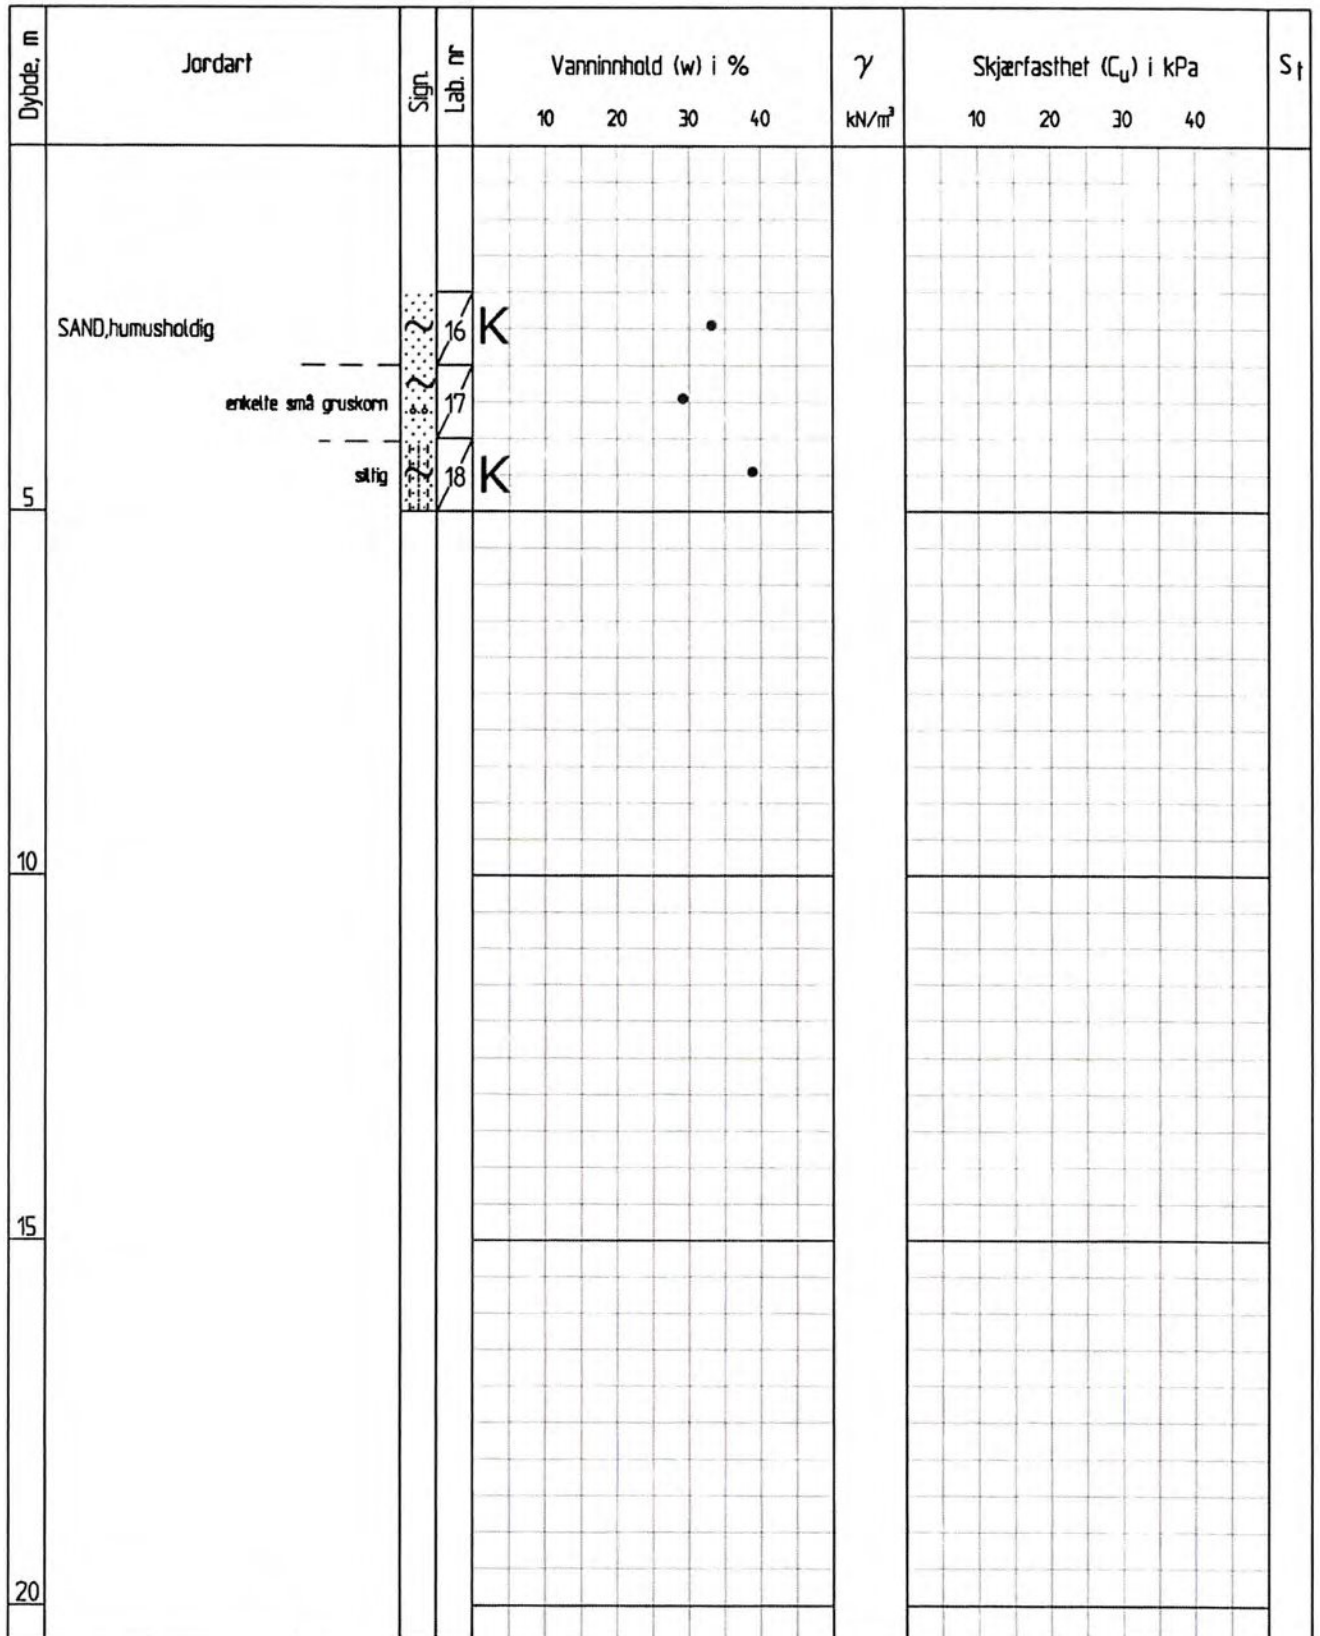 Dybde, m
Jordart
Sign.
Lab. nr
Vanninnhold (w) i %
10 20 30 40
γ
kN/m³
Skjærfasthet (Cu) i kPa
10 20 30 40
St
SAND,humusholdig
16 K
enkelte små gruskorn
17
siltig
18 K
5
10
15
20